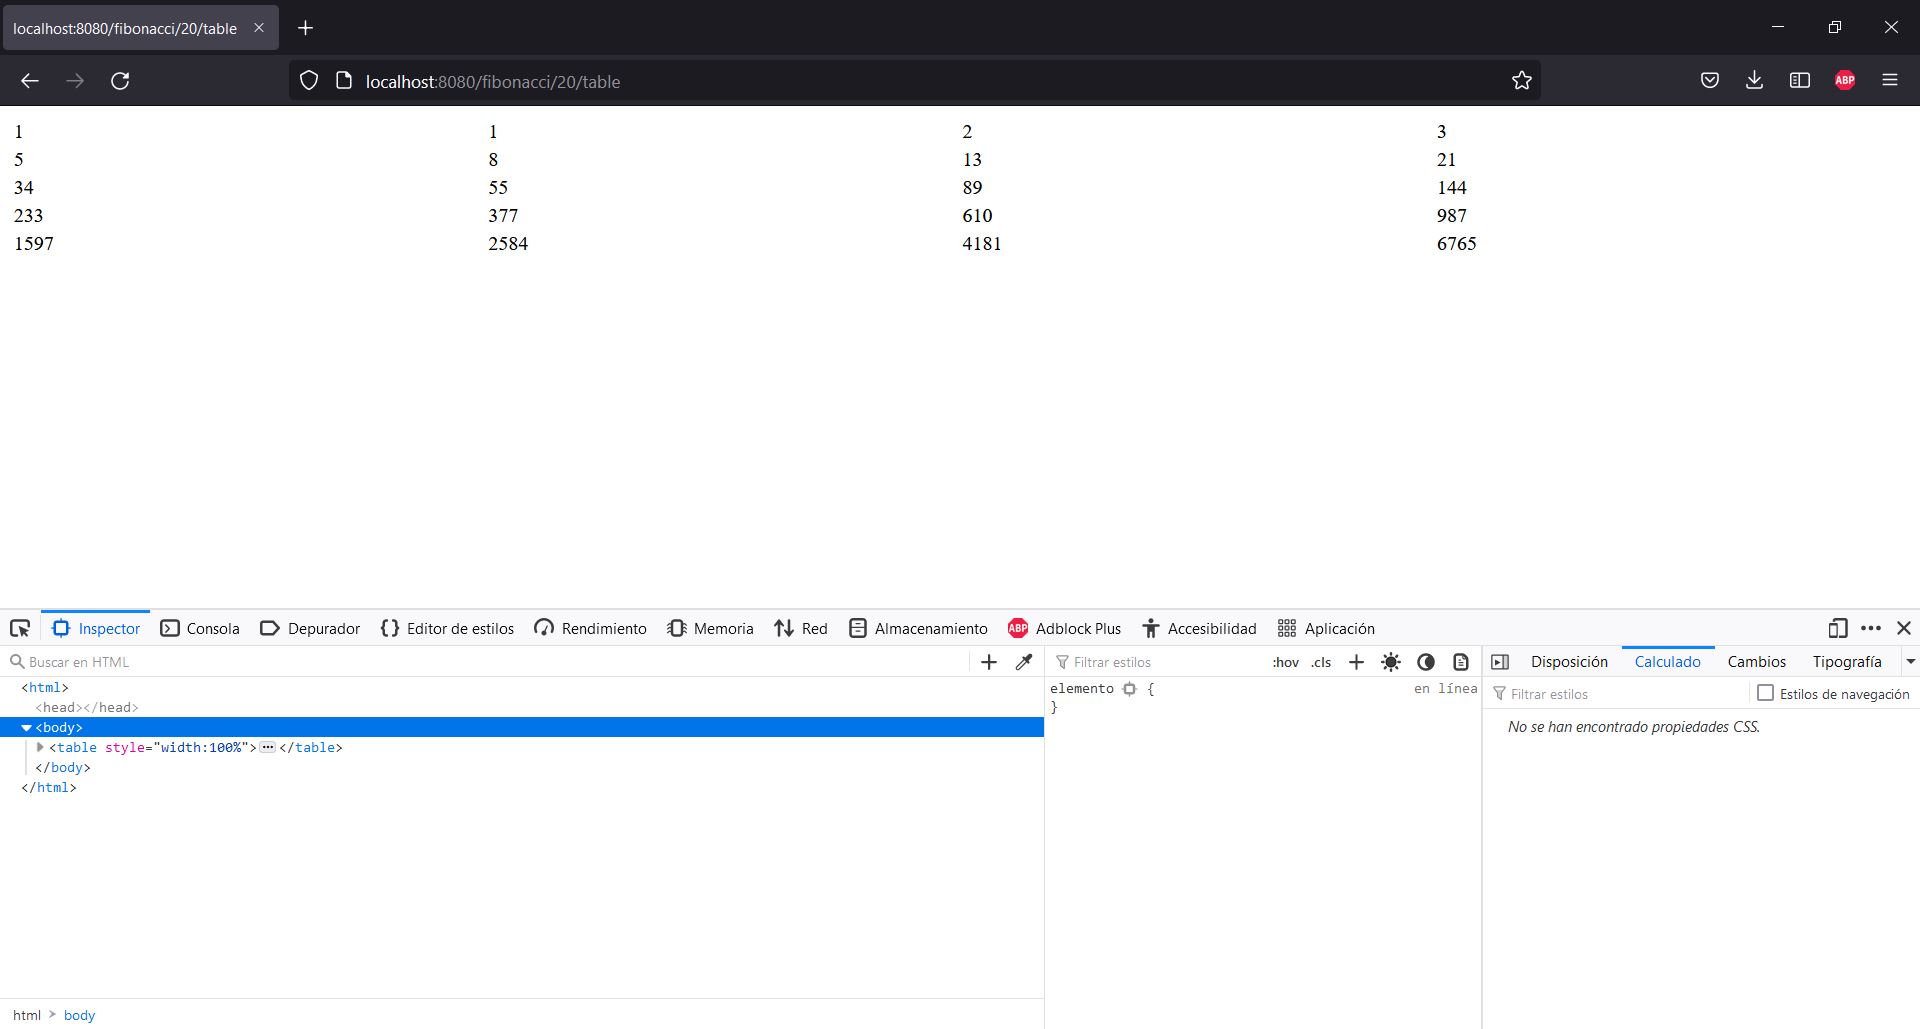 localhost:8080/fibonacci/20/table
localhost:8080/fibonacci/20/table
ABP
1 1 2 3
5 8 13 21
34 55 89 144
233 377 610 987
1597 2584 4181 6765
Inspector Consola Depurador Editor de estilos Rendimiento Memoria Red Almacenamiento ABP Adblock Plus Accesibilidad Aplicación
Buscar en HTML
<html>
<head></head>
<body>
<table style="width:100%"></table>
</body>
</html>
html body
Filtrar estilos :hov .cls
elemento { en línea
}
Disposición Calculado Cambios Tipografía
Filtrar estilos Estilos de navegación
No se han encontrado propiedades CSS.